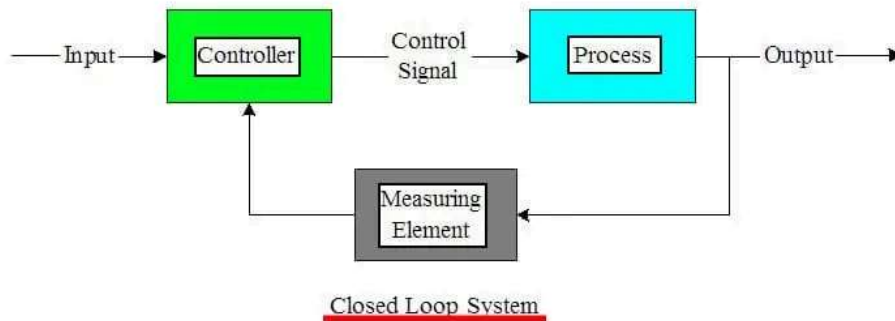 Input
Controller
Control
Signal
Process
Output
Measuring
Element
Closed Loop System